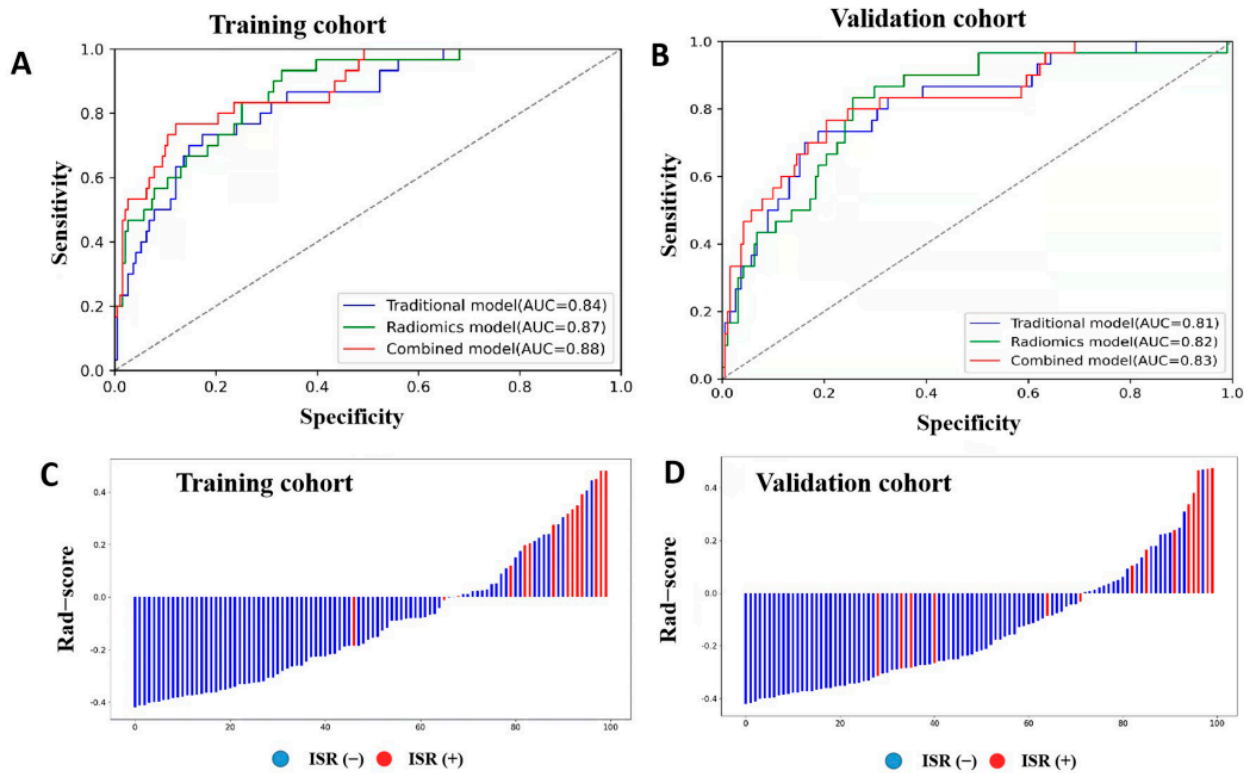 Training cohort
A
1.0
0.8
0.6
0.4
0.2
0.0
Sensitivity
Traditional model(AUC=0.84)
Radiomics model(AUC=0.87)
Combined model(AUC=0.88)
0.0 0.2 0.4 0.6 0.8 1.0
Specificity
Validation cohort
B
1.0
0.8
0.6
0.4
0.2
0.0
Sensitivity
Traditional model(AUC=0.81)
Radiomics model(AUC=0.82)
Combined model(AUC=0.83)
0.0 0.2 0.4 0.6 0.8 1.0
Specificity
C
Training cohort
0.4
0.2
0.0
-0.2
-0.4
Rad-score
0 20 40 60 80 100
ISR (−) ISR (+)
D
Validation cohort
0.4
0.2
0.0
-0.2
-0.4
Rad-score
0 20 40 60 80 100
ISR (−) ISR (+)